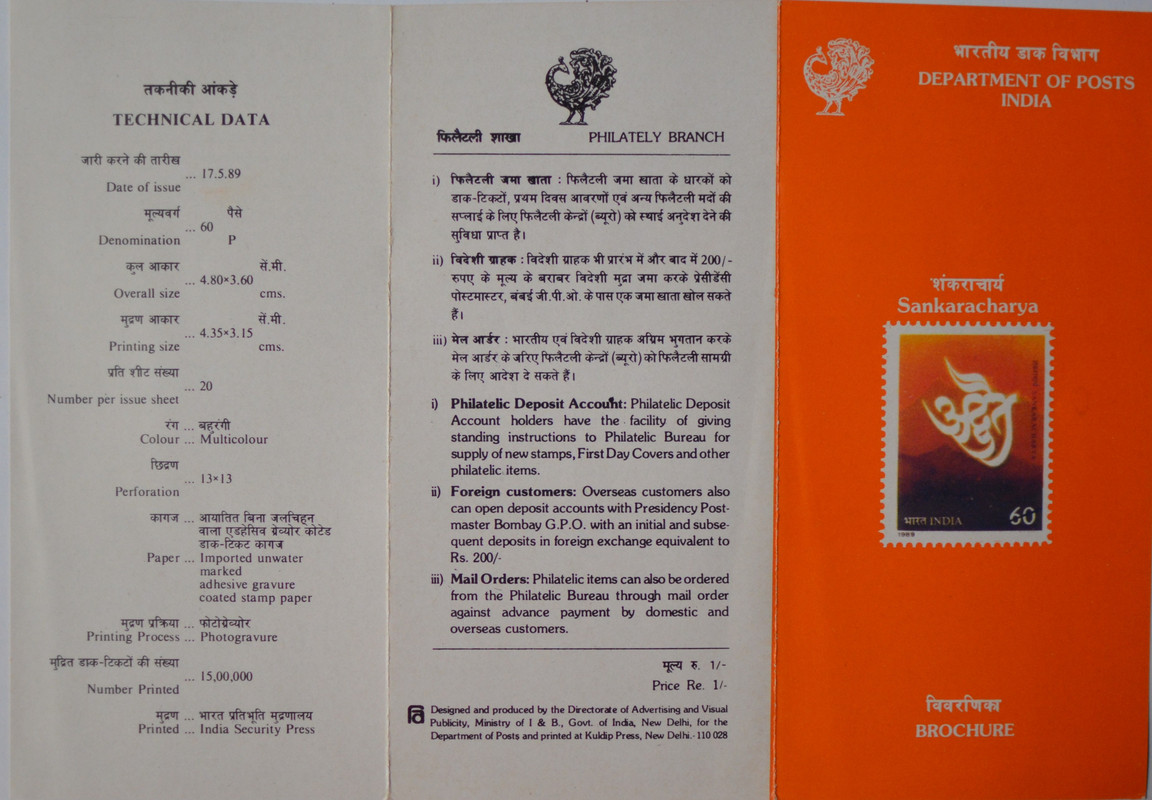 तकनीकी आंकड़े
TECHNICAL DATA
जारी करने की तारीख
... 17.5.89
Date of issue
मूल्यवर्ग पैसे
... 60
Denomination P
कुल आकार सें.मी.
... 4.80×3.60
Overall size cms.
मुद्रण आकार सें.मी.
... 4.35×3.15
Printing size cms.
प्रति शीट संख्या
... 20
Number per issue sheet
रंग ... बहुरंगी
Colour ... Multicolour
छिद्रण
... 13×13
Perforation
कागज ... आयातित बिना जलचिहन
वाला एडहेसिव ग्रेव्योर कोटेड
डाक-टिकट कागज
Paper ... Imported unwater
marked
adhesive gravure
coated stamp paper
मुद्रण प्रक्रिया ... फोटोग्रेव्योर
Printing Process ... Photogravure
मुद्रित डाक-टिकटों की संख्या
... 15,00,000
Number Printed
मुद्रण ... भारत प्रतिभूति मुद्रणालय
Printed ... India Security Press
फिलैटली शाखा PHILATELY BRANCH
i) फिलैटली जमा खाता : फिलैटली जमा खाता के धारकों को
डाक-टिकटों, प्रथम दिवस आवरणों एवं अन्य फिलैटली मदों की
सप्लाई के लिए फिलैटली केन्द्रों (ब्यूरो) को स्थाई अनुदेश देने की
सुविधा प्राप्त है।
ii) विदेशी ग्राहक : विदेशी ग्राहक भी प्रारंभ में और बाद में 200/-
रुपए के मूल्य के बराबर विदेशी मुद्रा जमा करके प्रेसीडेंसी
पोस्टमास्टर, बंबई जी.पी.ओ. के पास एक जमा खाता खोल सकते
हैं।
iii) मेल आर्डर : भारतीय एवं विदेशी ग्राहक अग्रिम भुगतान करके
मेल आर्डर के जरिए फिलैटली केन्द्रों (ब्यूरो) को फिलैटली सामग्री
के लिए आदेश दे सकते हैं।
i) Philatelic Deposit Account: Philatelic Deposit
Account holders have the facility of giving
standing instructions to Philatelic Bureau for
supply of new stamps, First Day Covers and other
philatelic items.
ii) Foreign customers: Overseas customers also
can open deposit accounts with Presidency Post-
master Bombay G.P.O. with an initial and subse-
quent deposits in foreign exchange equivalent to
Rs. 200/-
iii) Mail Orders: Philatelic items can also be ordered
from the Philatelic Bureau through mail order
against advance payment by domestic and
overseas customers.
मूल्य रु. 1/-
Price Re. 1/-
Designed and produced by the Directorate of Advertising and Visual
Publicity, Ministry of I & B., Govt. of India, New Delhi, for the
Department of Posts and printed at Kuldip Press, New Delhi.-110 028
भारतीय डाक विभाग
DEPARTMENT OF POSTS
INDIA
शंकराचार्य
Sankaracharya
अद्वैत
भारत INDIA 60
1989
विवरणिका
BROCHURE